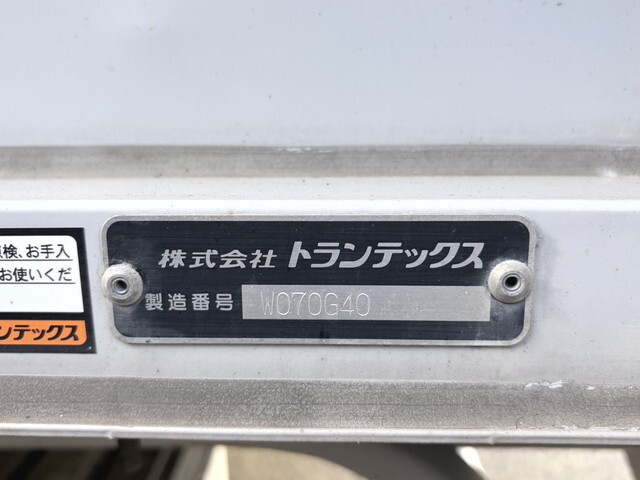 株式会社 トランテックス
製造番号 W070G40
検、お手入
お使いくだ
ンテックス